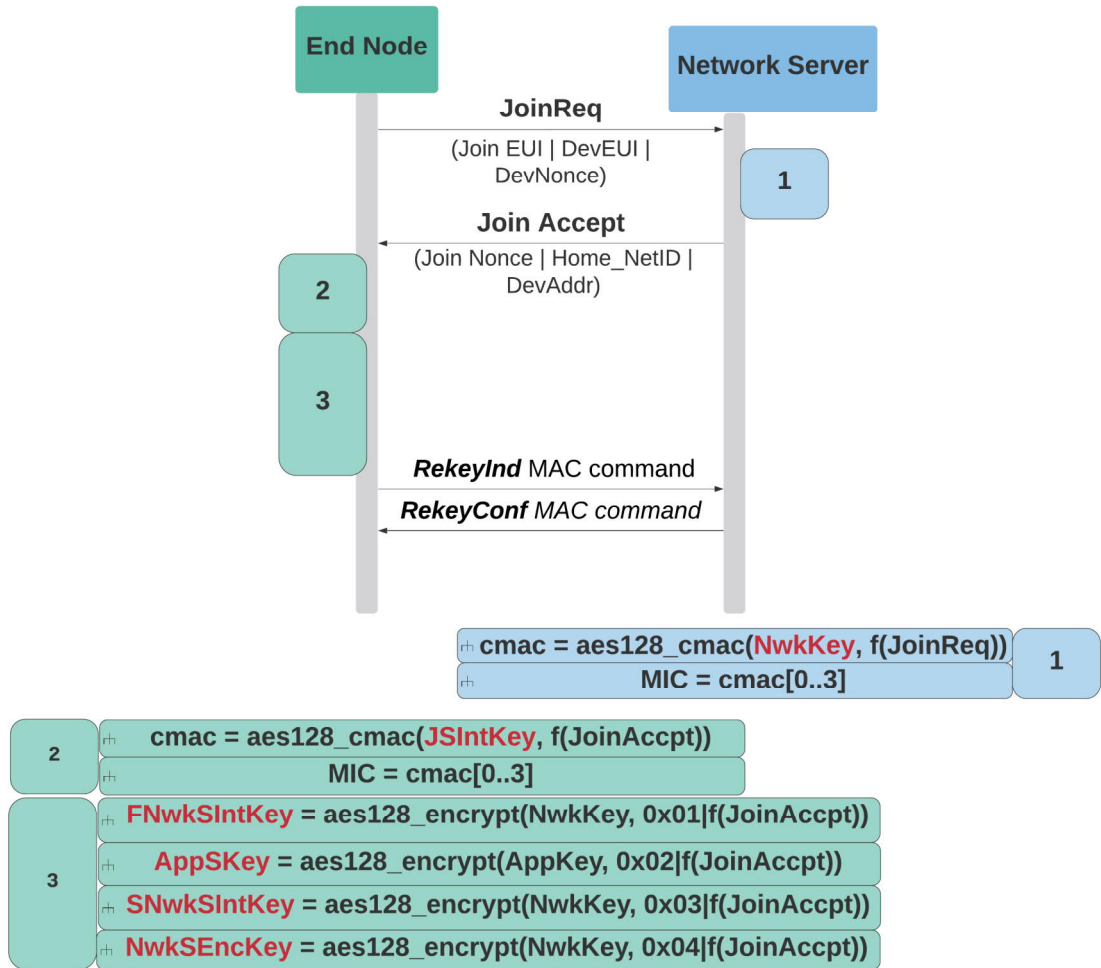 End Node
Network Server
JoinReq
(Join EUI | DevEUI |
DevNonce)
1
Join Accept
(Join Nonce | Home_NetID |
DevAddr)
2
3
RekeyInd MAC command
RekeyConf MAC command
cmac = aes128_cmac(NwkKey, f(JoinReq))
MIC = cmac[0..3]
1
2
cmac = aes128_cmac(JSIntKey, f(JoinAccpt))
MIC = cmac[0..3]
3
FNwkSIntKey = aes128_encrypt(NwkKey, 0x01|f(JoinAccpt))
AppSKey = aes128_encrypt(AppKey, 0x02|f(JoinAccpt))
SNwkSIntKey = aes128_encrypt(NwkKey, 0x03|f(JoinAccpt))
NwkSEncKey = aes128_encrypt(NwkKey, 0x04|f(JoinAccpt))